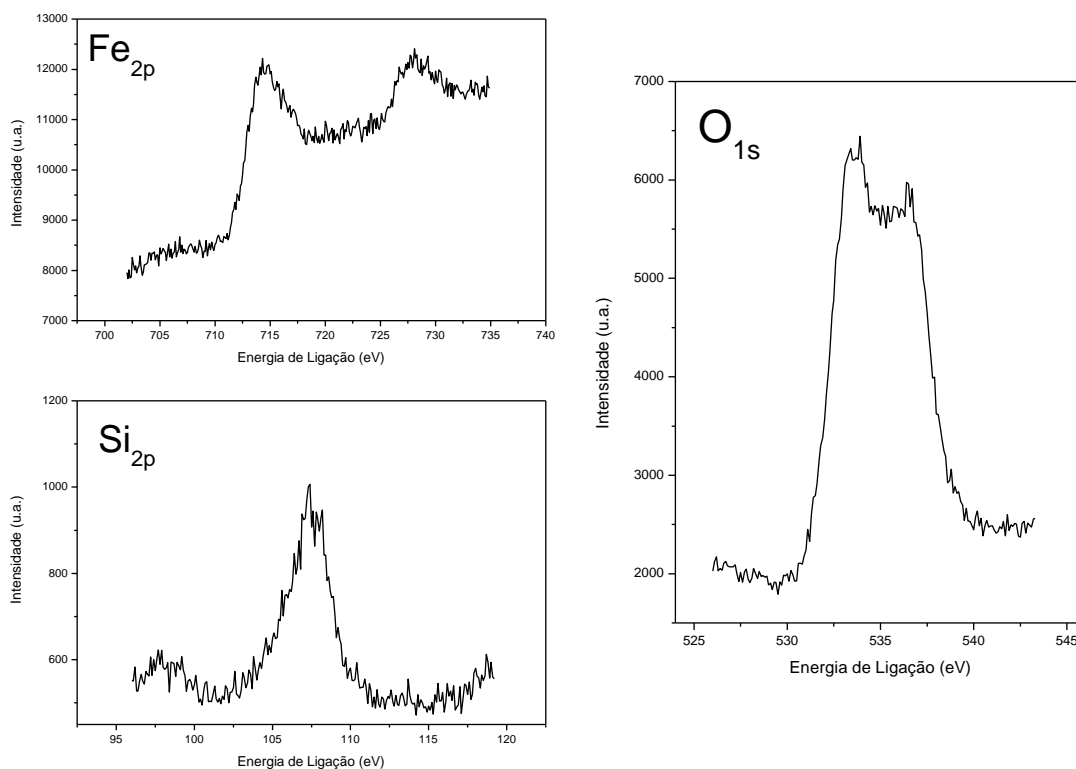 Fe2p
Intensidade (u.a.)
13000
12000
11000
10000
9000
8000
7000
700 705 710 715 720 725 730 735 740
Energia de Ligação (eV)
Si2p
Intensidade (u.a.)
1200
1000
800
600
95 100 105 110 115 120
Energia de Ligação (eV)
O1s
Intensidade (u.a.)
7000
6000
5000
4000
3000
2000
525 530 535 540 545
Energia de Ligação (eV)